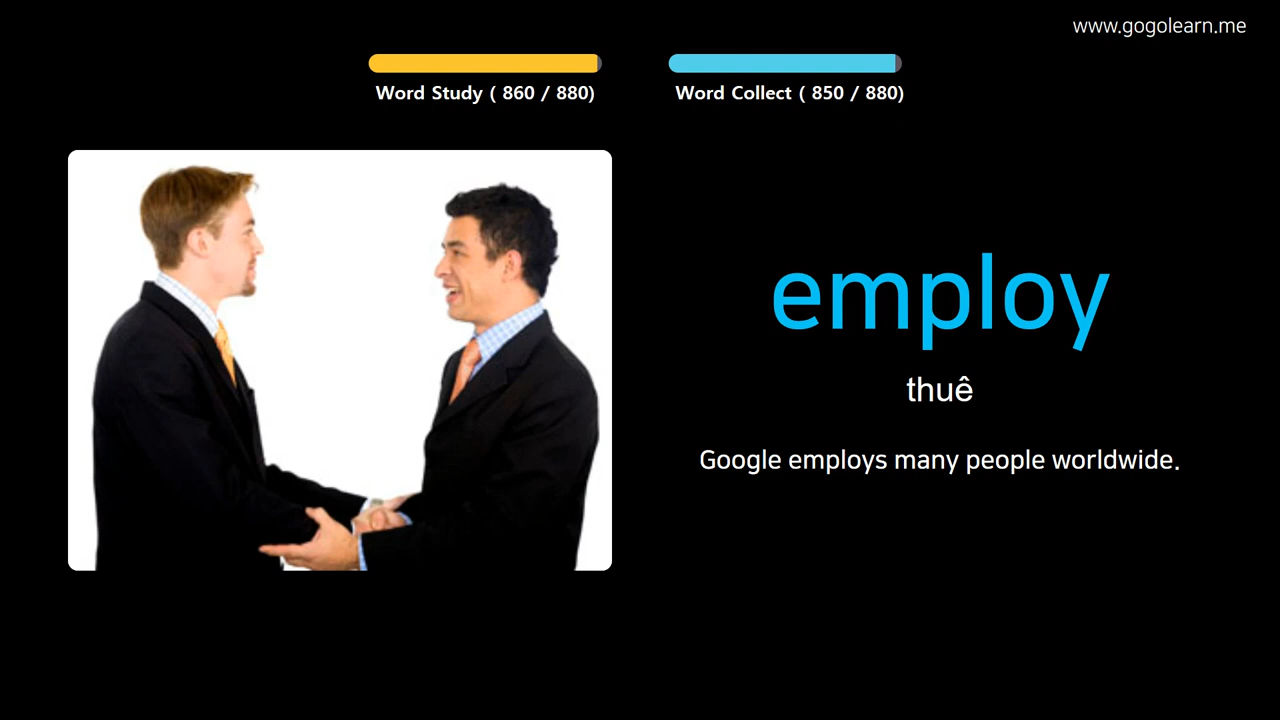 www.gogolearn.me
Word Study ( 860 / 880)
Word Collect ( 850 / 880)
employ
thuê
Google employs many people worldwide.